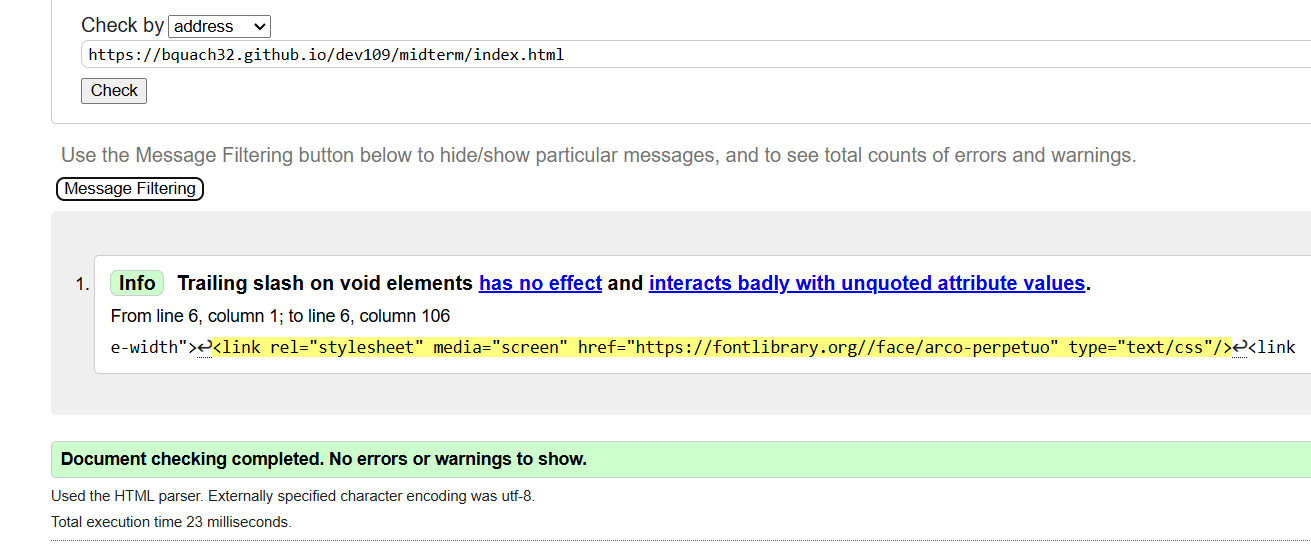 Check by address
https://bquach32.github.io/dev109/midterm/index.html
Check
Use the Message Filtering button below to hide/show particular messages, and to see total counts of errors and warnings.
Message Filtering
1. Info Trailing slash on void elements has no effect and interacts badly with unquoted attribute values.
From line 6, column 1; to line 6, column 106
e-width">↩<link rel="stylesheet" media="screen" href="https://fontlibrary.org//face/arco-perpetuo" type="text/css"/>↩<link
Document checking completed. No errors or warnings to show.
Used the HTML parser. Externally specified character encoding was utf-8.
Total execution time 23 milliseconds.